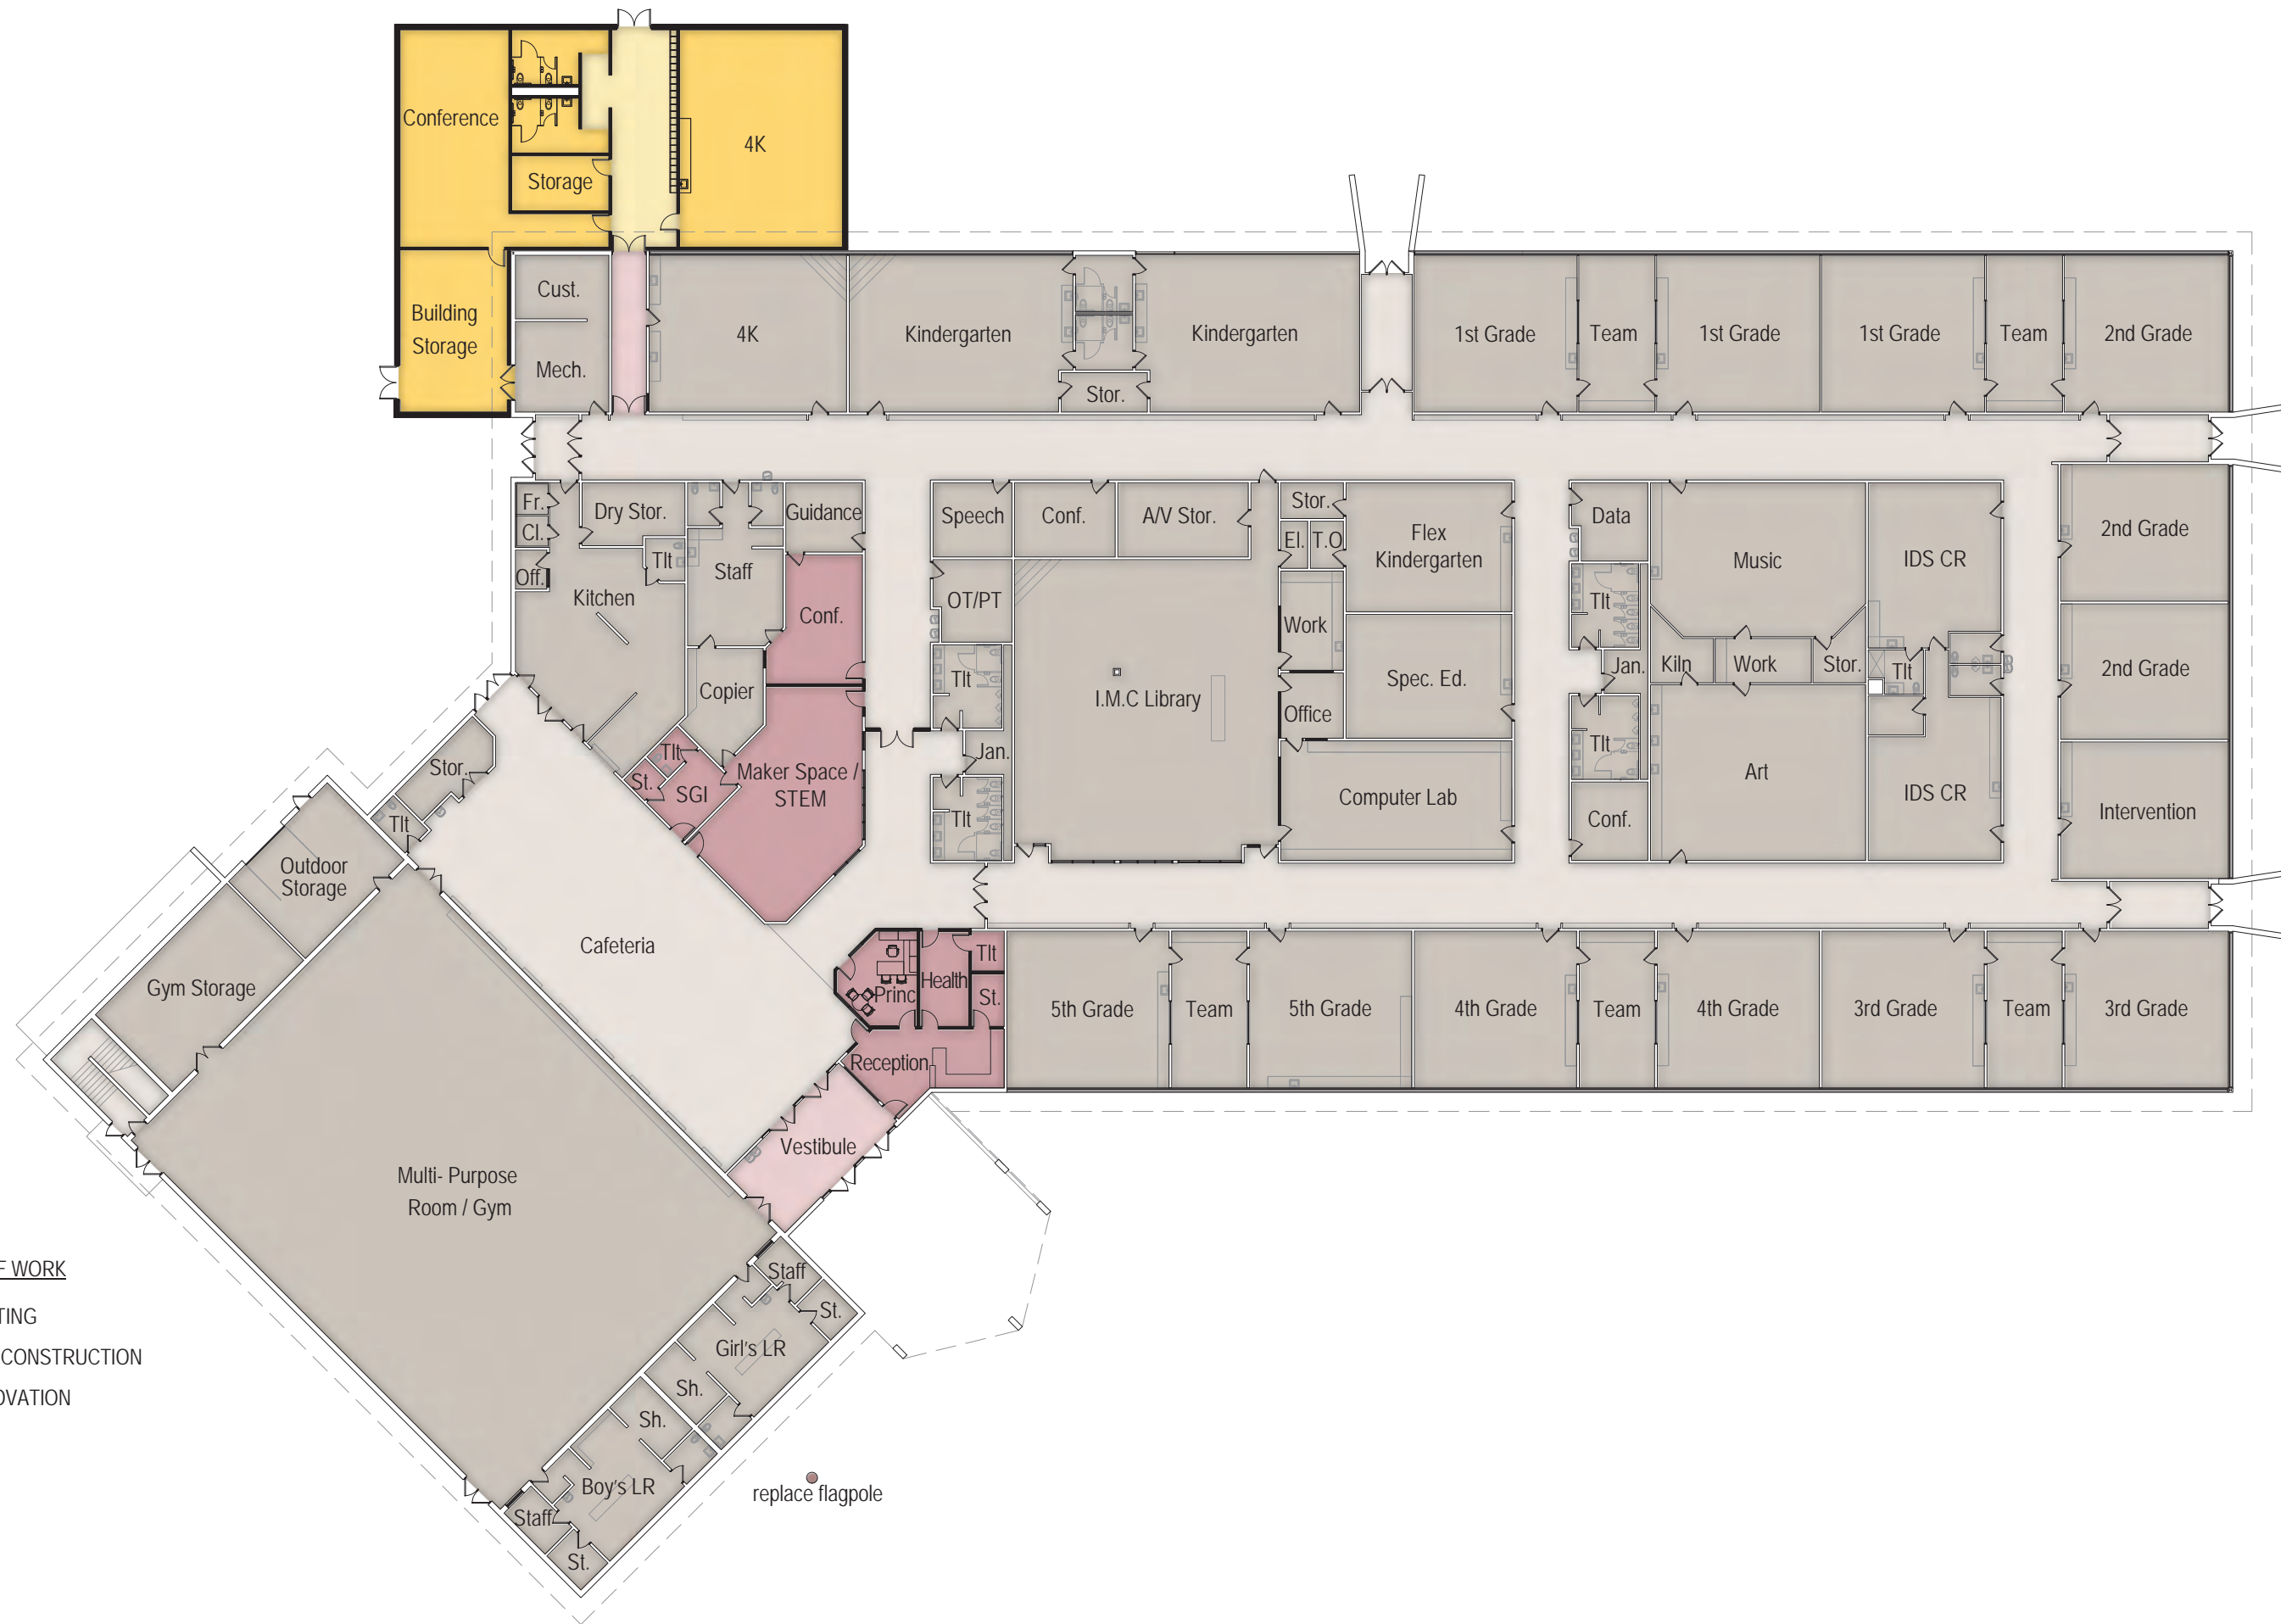 Conference
Storage
4K
Building
Storage
Cust.
Mech.
4K
Kindergarten
Stor.
Kindergarten
1st Grade
Team
1st Grade
1st Grade
Team
2nd Grade
Fr.
Cl.
Off.
Dry Stor.
Tlt
Kitchen
Staff
Guidance
Conf.
Copier
Speech
Conf.
A/V Stor.
Stor.
El.
T.O
Flex
Kindergarten
OT/PT
Work
Tlt
I.M.C Library
Office
Spec. Ed.
Jan.
Tlt
Computer Lab
Data
Tlt
Jan.
Tlt
Conf.
Music
IDS CR
Kiln
Work
Stor.
Tlt
Art
IDS CR
2nd Grade
2nd Grade
Intervention
Stor.
Tlt
Tlt
St.
SGI
Maker Space /
STEM
Outdoor
Storage
Gym Storage
Cafeteria
Princ
Health
Tlt
St.
Reception
Vestibule
5th Grade
Team
5th Grade
4th Grade
Team
4th Grade
3rd Grade
Team
3rd Grade
Multi- Purpose
Room / Gym
Staff
St.
Girl's LR
Sh.
Sh.
Boy's LR
Staff
St.
replace flagpole
F WORK
TING
CONSTRUCTION
OVATION